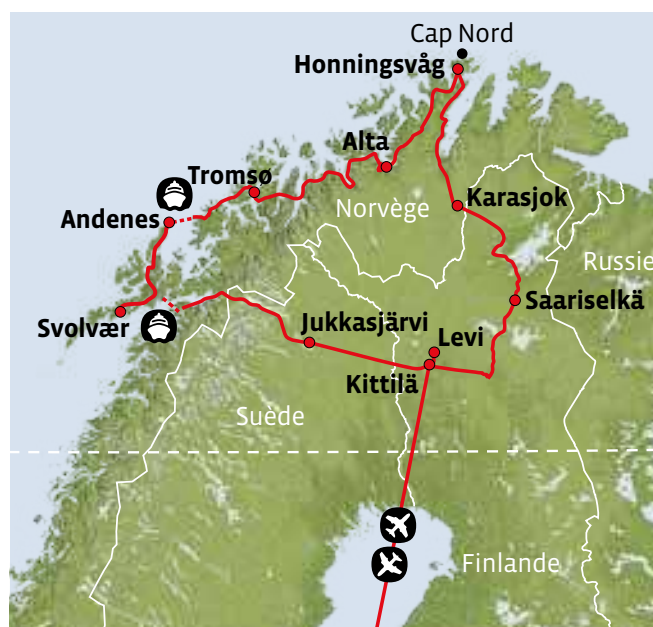 Cap Nord
Honningsvåg
Alta
Tromsø
Karasjok
Norvège
Andenes
Russie
Saariselkä
Svolvær
Jukkasjärvi
Levi
Kittilä
Suède
Finlande